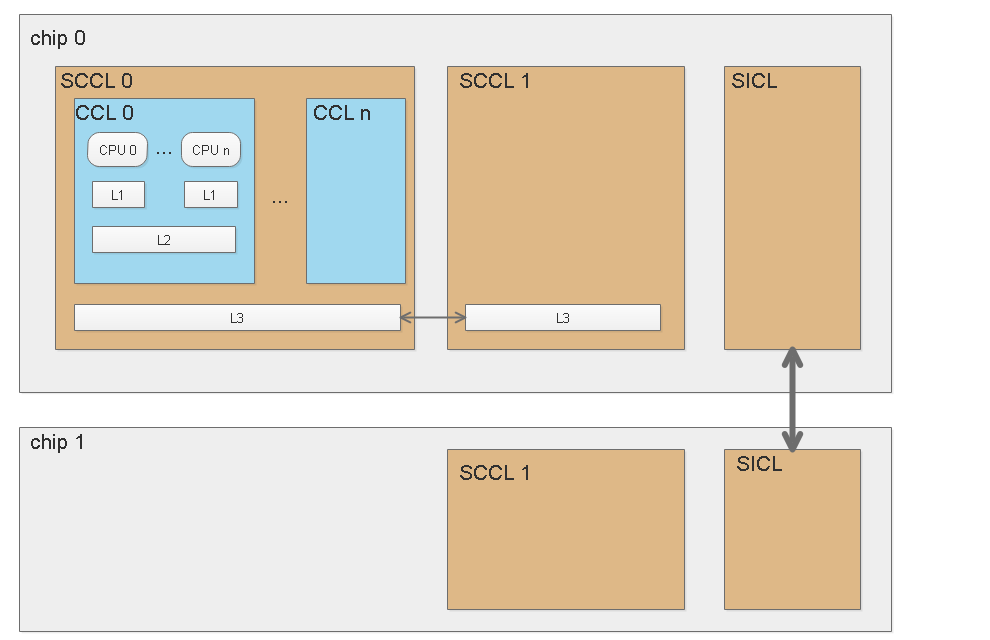 chip 0
SCCL 0
SCCL 1
SICL
CCL 0
CCL n
CPU 0
...
CPU n
L1
L1
...
L2
L3
L3
chip 1
SCCL 1
SICL